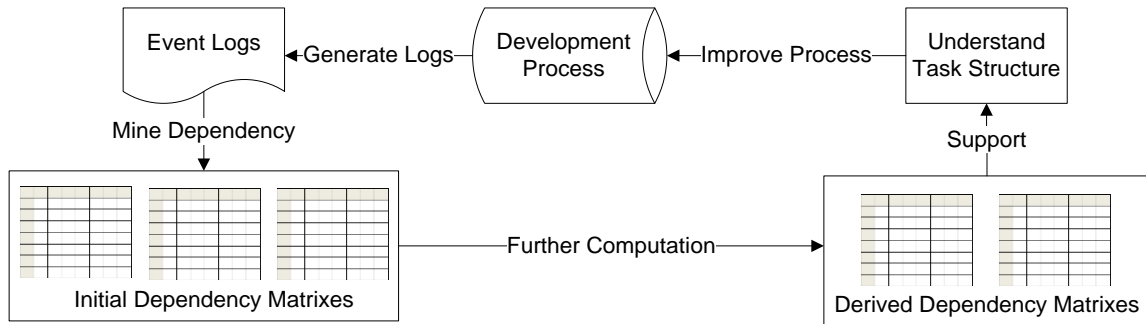 Event Logs
Generate Logs
Development
Process
Improve Process
Understand
Task Structure
Mine Dependency
Support
Initial Dependency Matrixes
Further Computation
Derived Dependency Matrixes